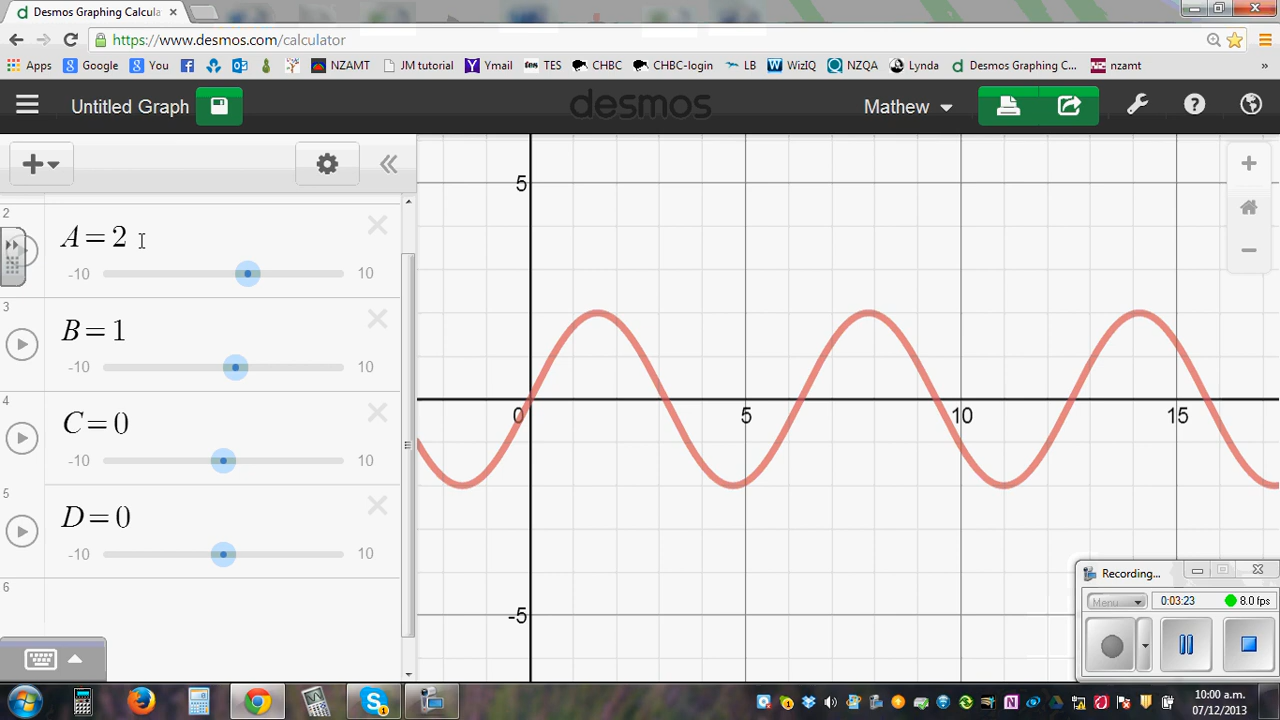 Desmos Graphing Calcula
https://www.desmos.com/calculator
Apps Google You NZAMT JM tutorial Ymail TES CHBC CHBC-login LB WizIQ NZQA Lynda Desmos Graphing C... nzamt »
Untitled Graph desmos Mathew
2
A = 2
-10 10
3
B = 1
-10 10
4
C = 0
-10 10
5
D = 0
-10 10
6
5
0 5 10 15
-5
Recording...
Menu 0:03:23 8.0 fps
10:00 a.m.
07/12/2013